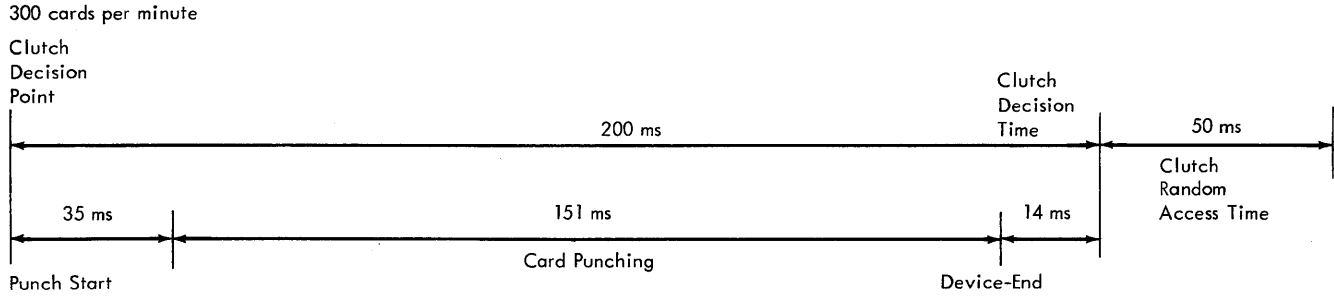 300 cards per minute
Clutch
Decision
Point
Clutch
Decision
Time
200 ms
50 ms
Clutch
Random
Access Time
35 ms
151 ms
14 ms
Card Punching
Punch Start
Device-End